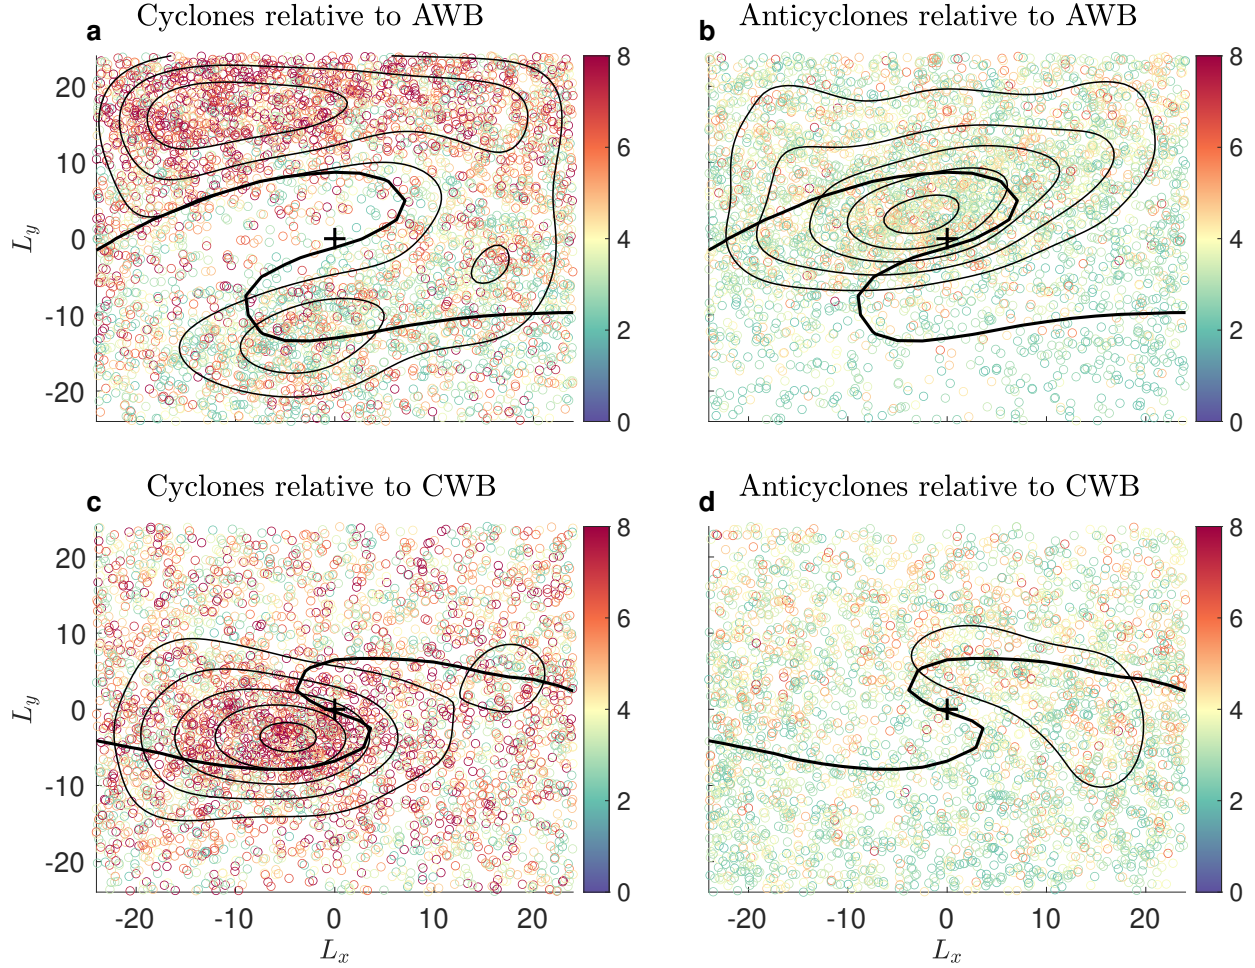 Cyclones relative to AWB
Anticyclones relative to AWB
a
b
20
10
0
-10
-20
L_y
8
6
4
2
0
8
6
4
2
0
Cyclones relative to CWB
Anticyclones relative to CWB
c
d
20
10
0
-10
-20
L_y
8
6
4
2
0
8
6
4
2
0
-20 -10 0 10 20
-20 -10 0 10 20
L_x
L_x